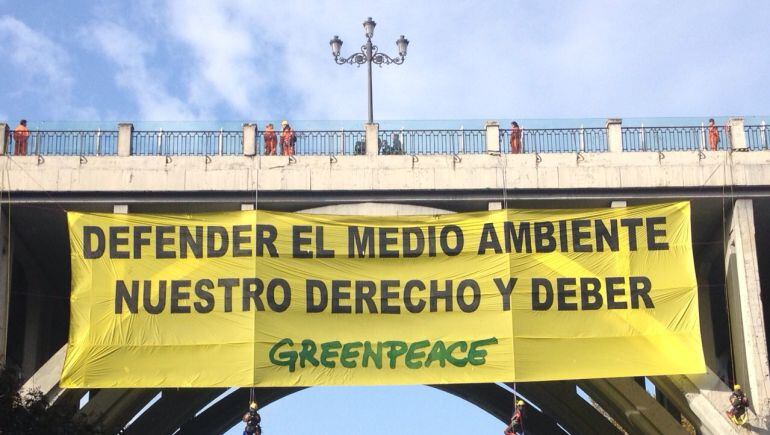 DEFENDER EL MEDIO AMBIENTE
NUESTRO DERECHO Y DEBER
GREENPEACE